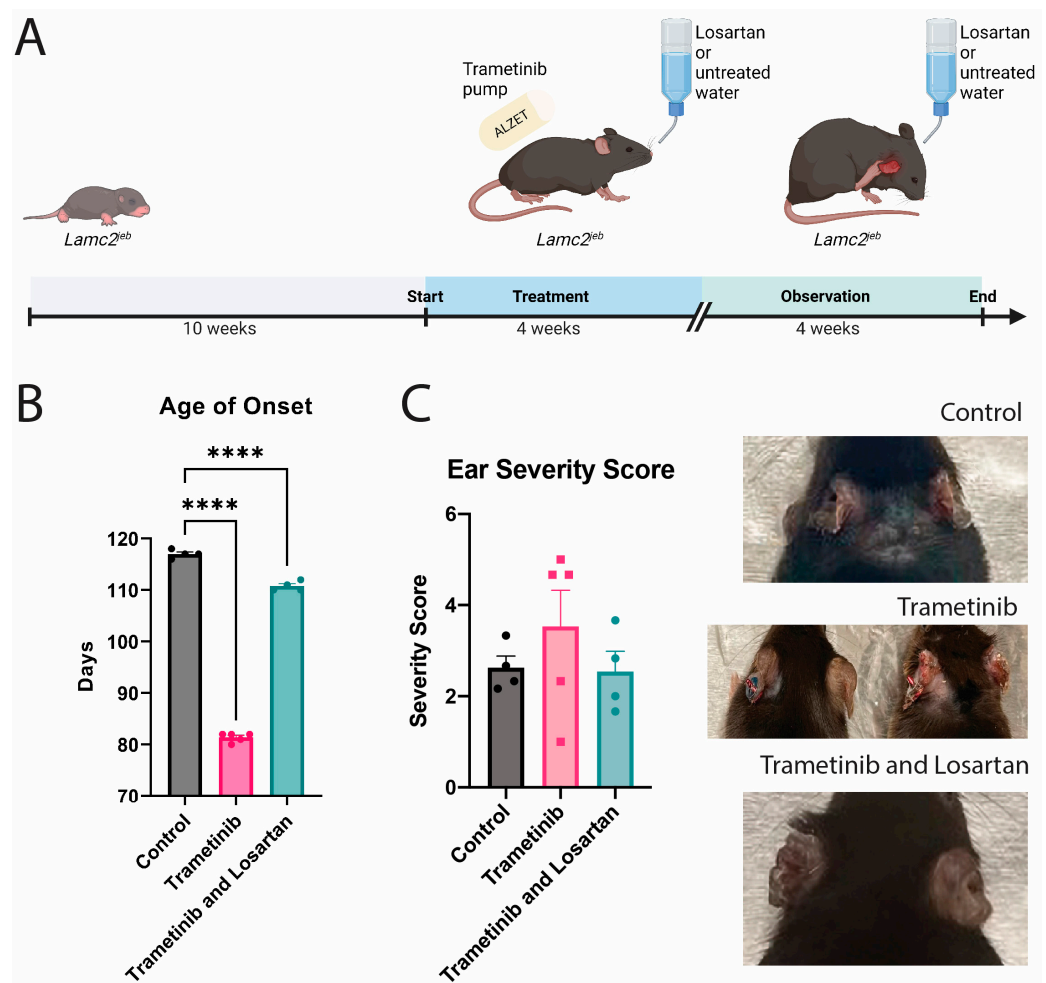 A
Trametinib
pump
ALZET
Losartan
or
untreated
water
Losartan
or
untreated
water
Lamc2jeb
Lamc2jeb
Lamc2jeb
Start
Treatment
Observation
End
10 weeks
4 weeks
4 weeks
B
Age of Onset
****
****
120
110
100
90
80
70
Days
Control
Trametinib
Trametinib and Losartan
C
Ear Severity Score
6
4
2
0
Severity Score
Control
Trametinib
Trametinib and Losartan
Control
Trametinib
Trametinib and Losartan